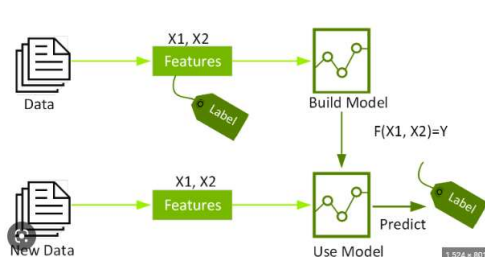 X1, X2
Features
Data
Label
Build Model
F(X1, X2)=Y
X1, X2
Features
Label
Predict
New Data
Use Model